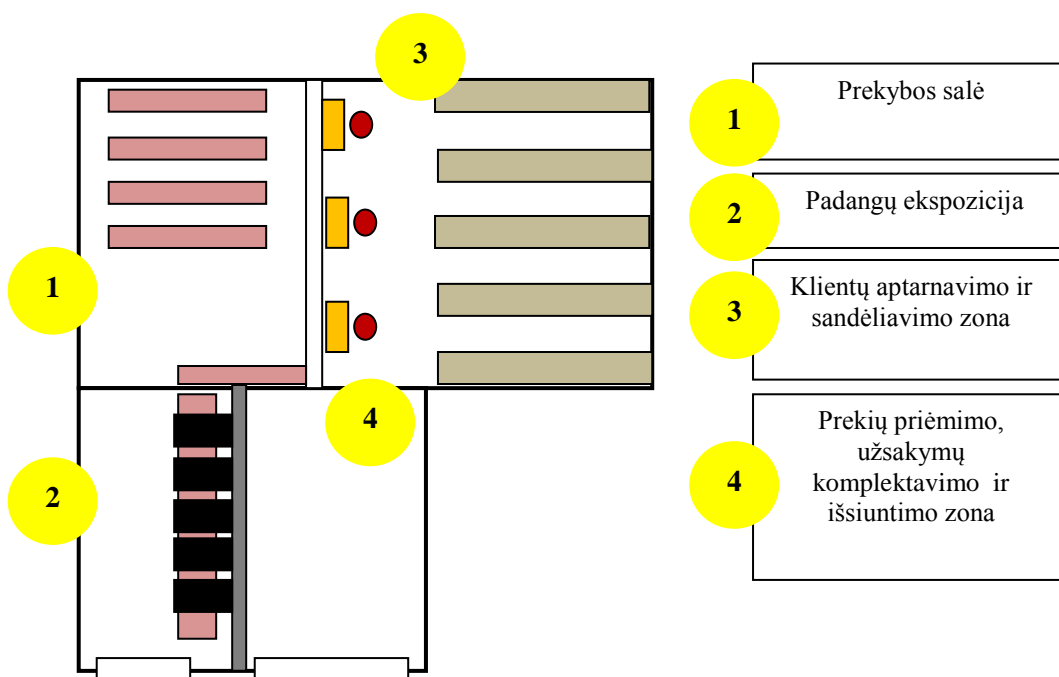 3
1
2
4
1
Prekybos salė
2
Padangų ekspozicija
3
Klientų aptarnavimo ir
sandėliavimo zona
4
Prekių priėmimo,
užsakymų
komplektavimo ir
išsiuntimo zona